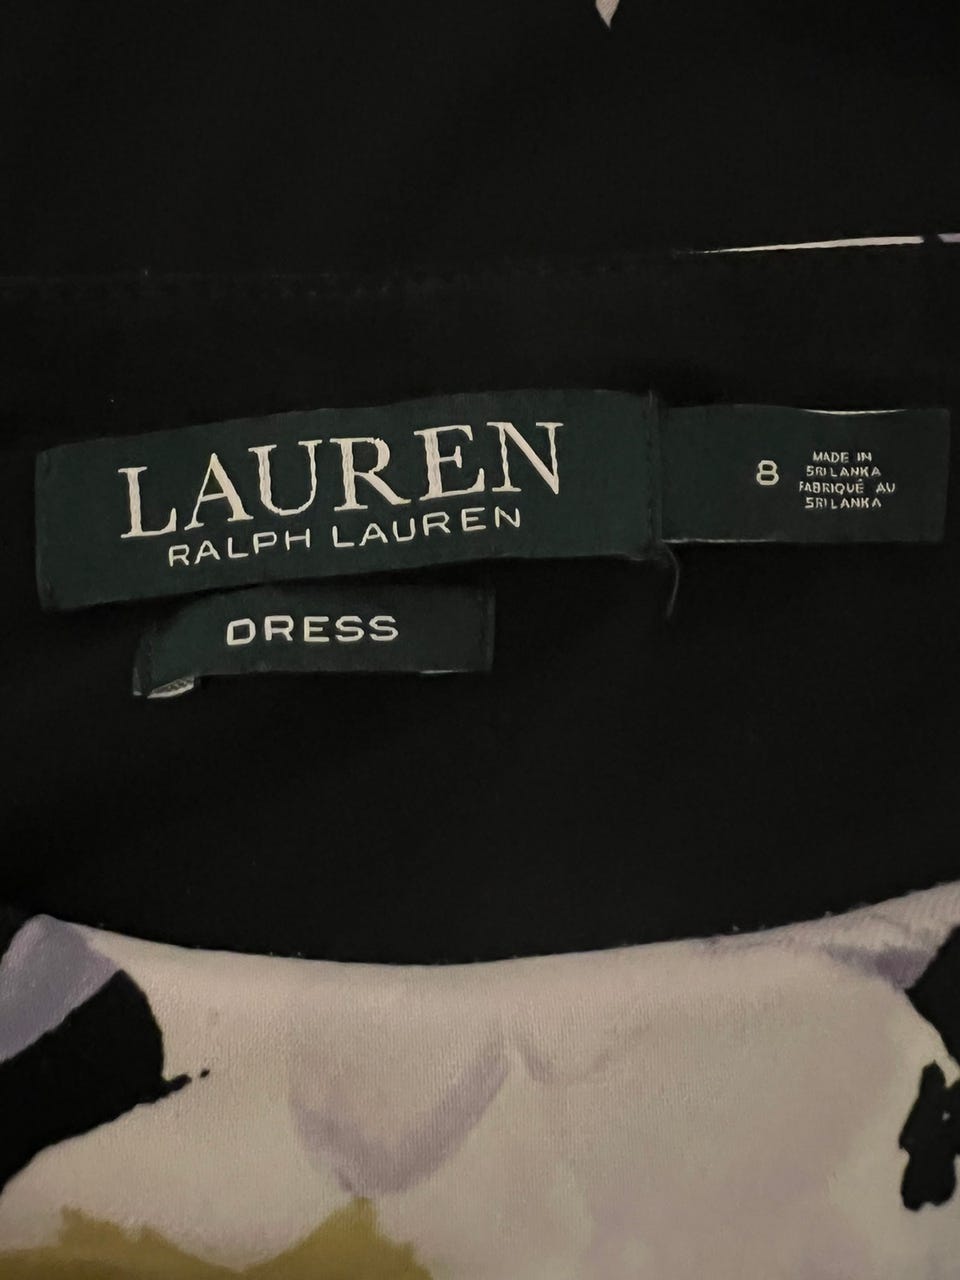 LAUREN
RALPH LAUREN
DRESS
8
MADE IN
SRI LANKA
FABRIQUÉ AU
SRI LANKA